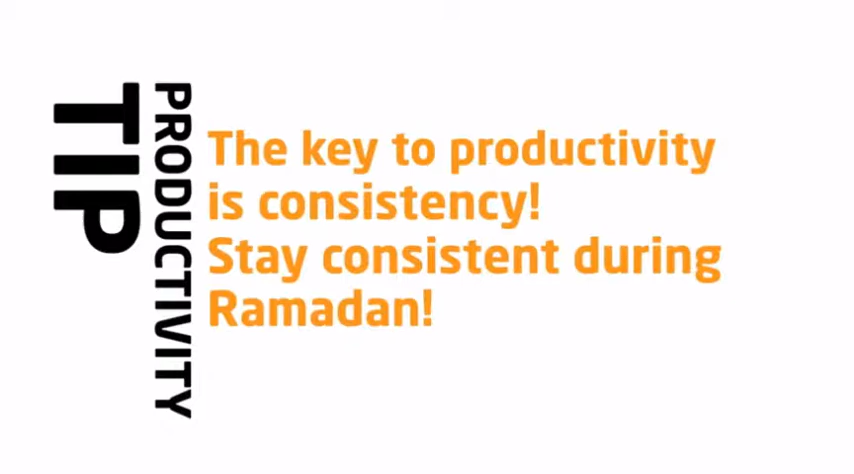 PRODUCTIVITY
TIP
The key to productivity
is consistency!
Stay consistent during
Ramadan!